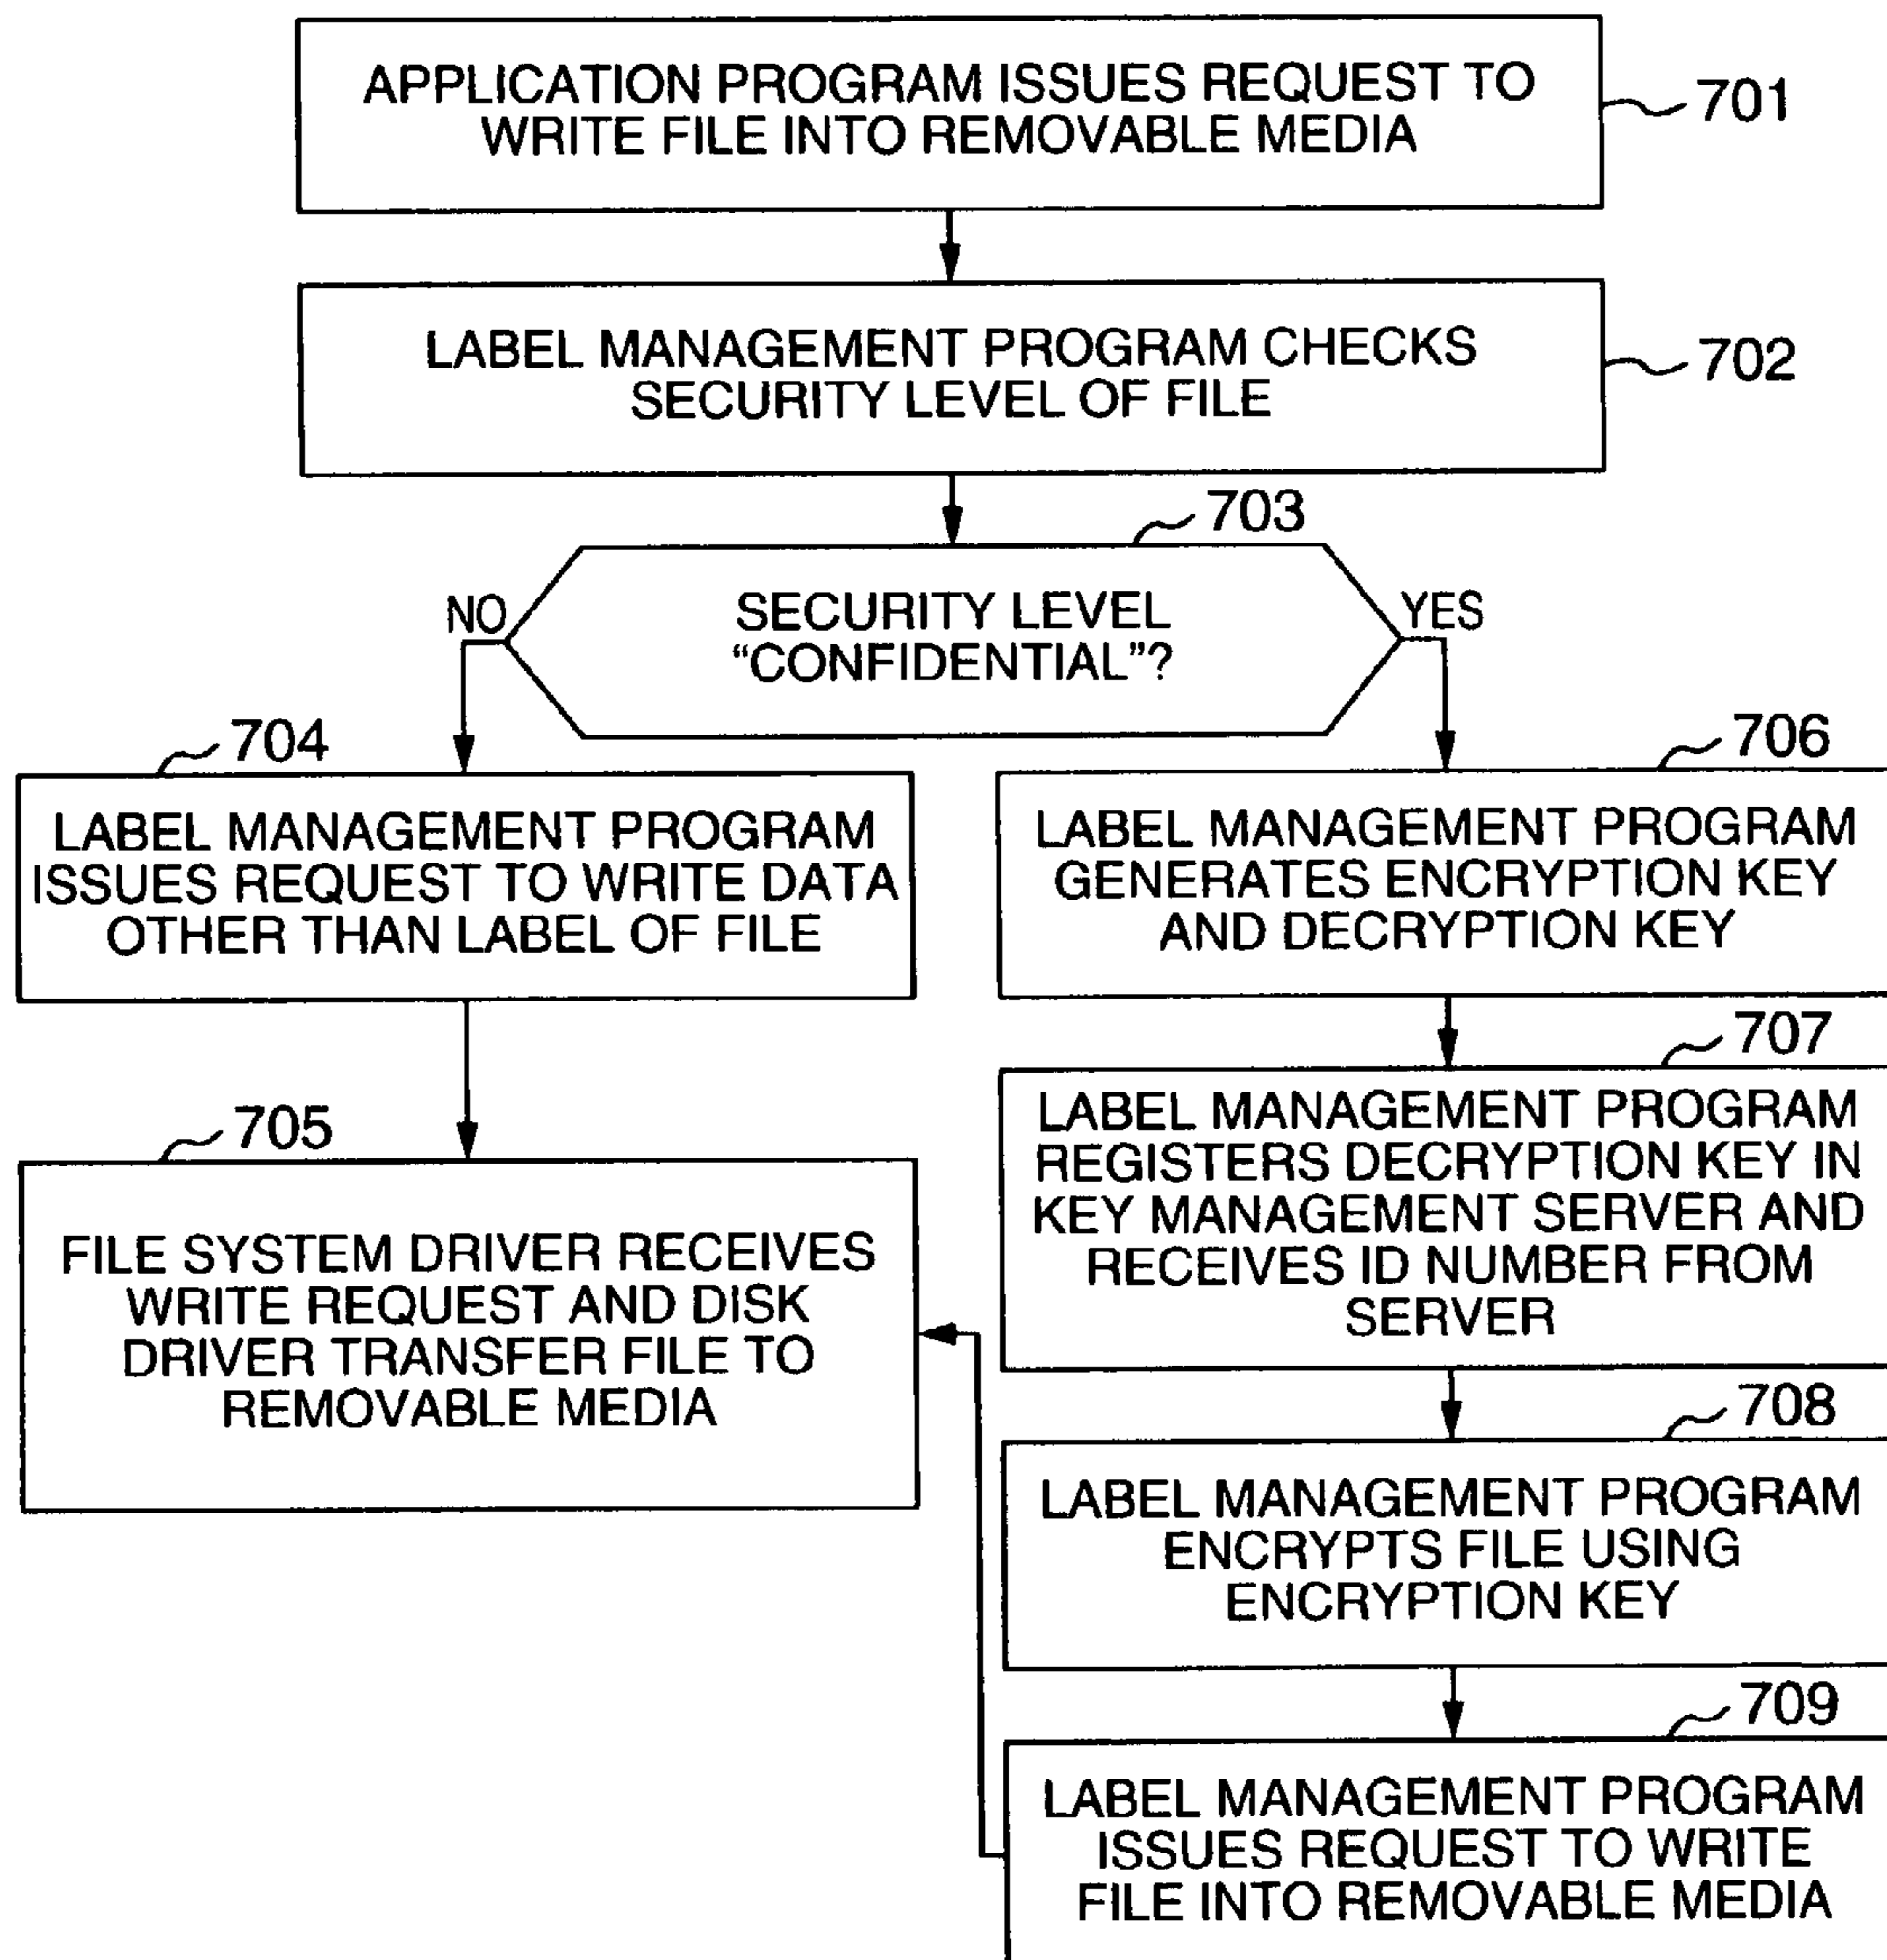 APPLICATION PROGRAM ISSUES REQUEST TO
WRITE FILE INTO REMOVABLE MEDIA
701
LABEL MANAGEMENT PROGRAM CHECKS
SECURITY LEVEL OF FILE
702
703
SECURITY LEVEL
“CONFIDENTIAL”?
NO
YES
704
LABEL MANAGEMENT PROGRAM
ISSUES REQUEST TO WRITE DATA
OTHER THAN LABEL OF FILE
705
FILE SYSTEM DRIVER RECEIVES
WRITE REQUEST AND DISK
DRIVER TRANSFER FILE TO
REMOVABLE MEDIA
706
LABEL MANAGEMENT PROGRAM
GENERATES ENCRYPTION KEY
AND DECRYPTION KEY
707
LABEL MANAGEMENT PROGRAM
REGISTERS DECRYPTION KEY IN
KEY MANAGEMENT SERVER AND
RECEIVES ID NUMBER FROM
SERVER
708
LABEL MANAGEMENT PROGRAM
ENCRYPTS FILE USING
ENCRYPTION KEY
709
LABEL MANAGEMENT PROGRAM
ISSUES REQUEST TO WRITE
FILE INTO REMOVABLE MEDIA